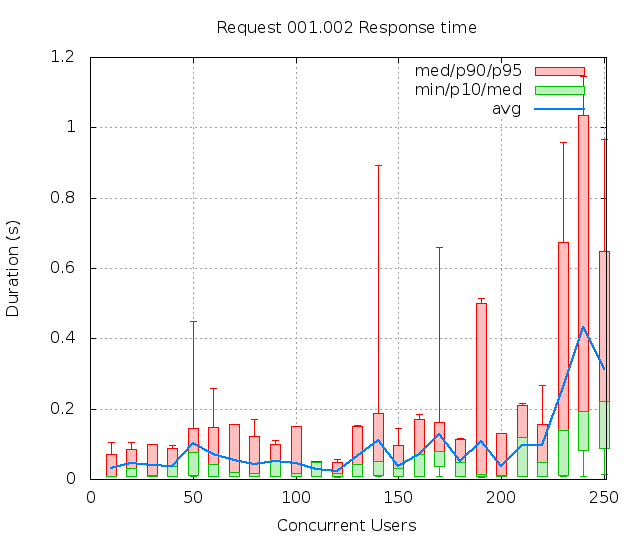 Request 001.002 Response time
med/p90/p95
min/p10/med
avg
Duration (s)
1.2
1
0.8
0.6
0.4
0.2
0
0 50 100 150 200 250
Concurrent Users